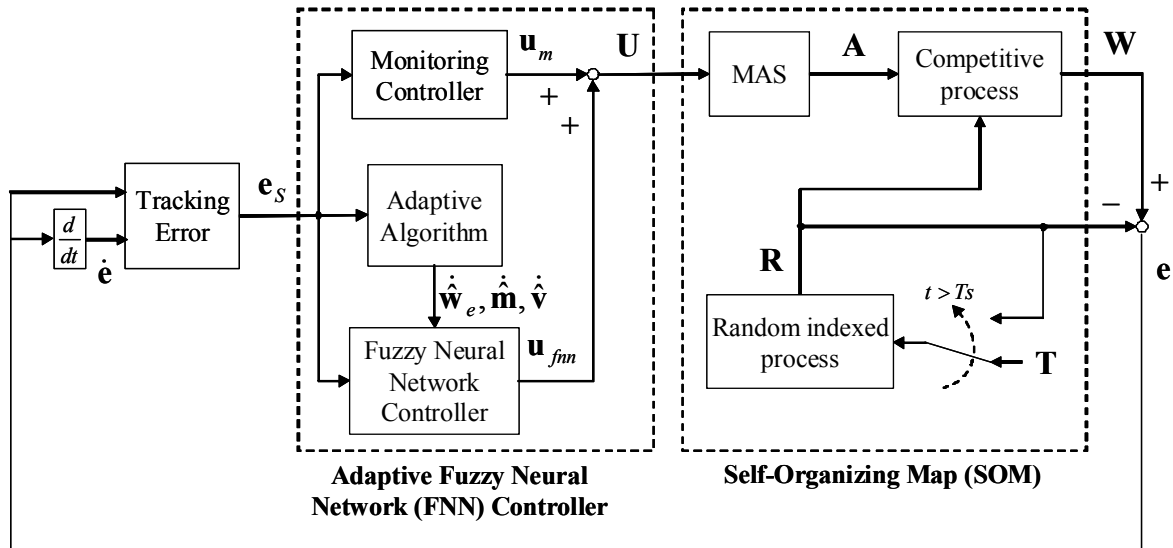 Monitoring
Controller
u_m
+
+
U
MAS
A
Competitive
process
W
Tracking
Error
e_S
Adaptive
Algorithm
d
dt
ė
ŵ̇_e, m̂̇, v̂̇
Fuzzy Neural
Network
Controller
u_fnn
+
−
e
R
t > Ts
Random indexed
process
T
Adaptive Fuzzy Neural
Network (FNN) Controller
Self-Organizing Map (SOM)